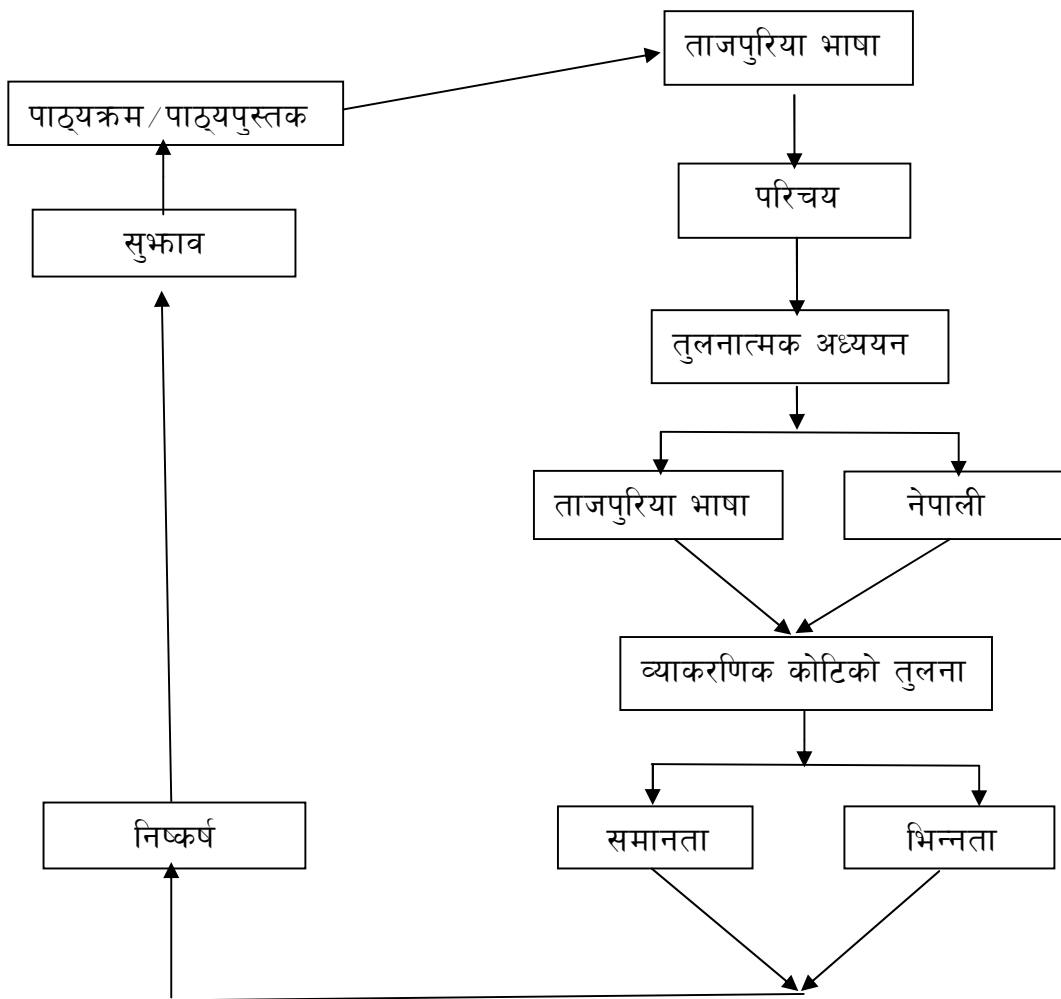 ताजपुरिया भाषा
पाठ्यक्रम/पाठ्यपुस्तक
परिचय
सुझाव
तुलनात्मक अध्ययन
ताजपुरिया भाषा
नेपाली
व्याकरणिक कोटिको तुलना
निष्कर्ष
समानता
भिन्नता